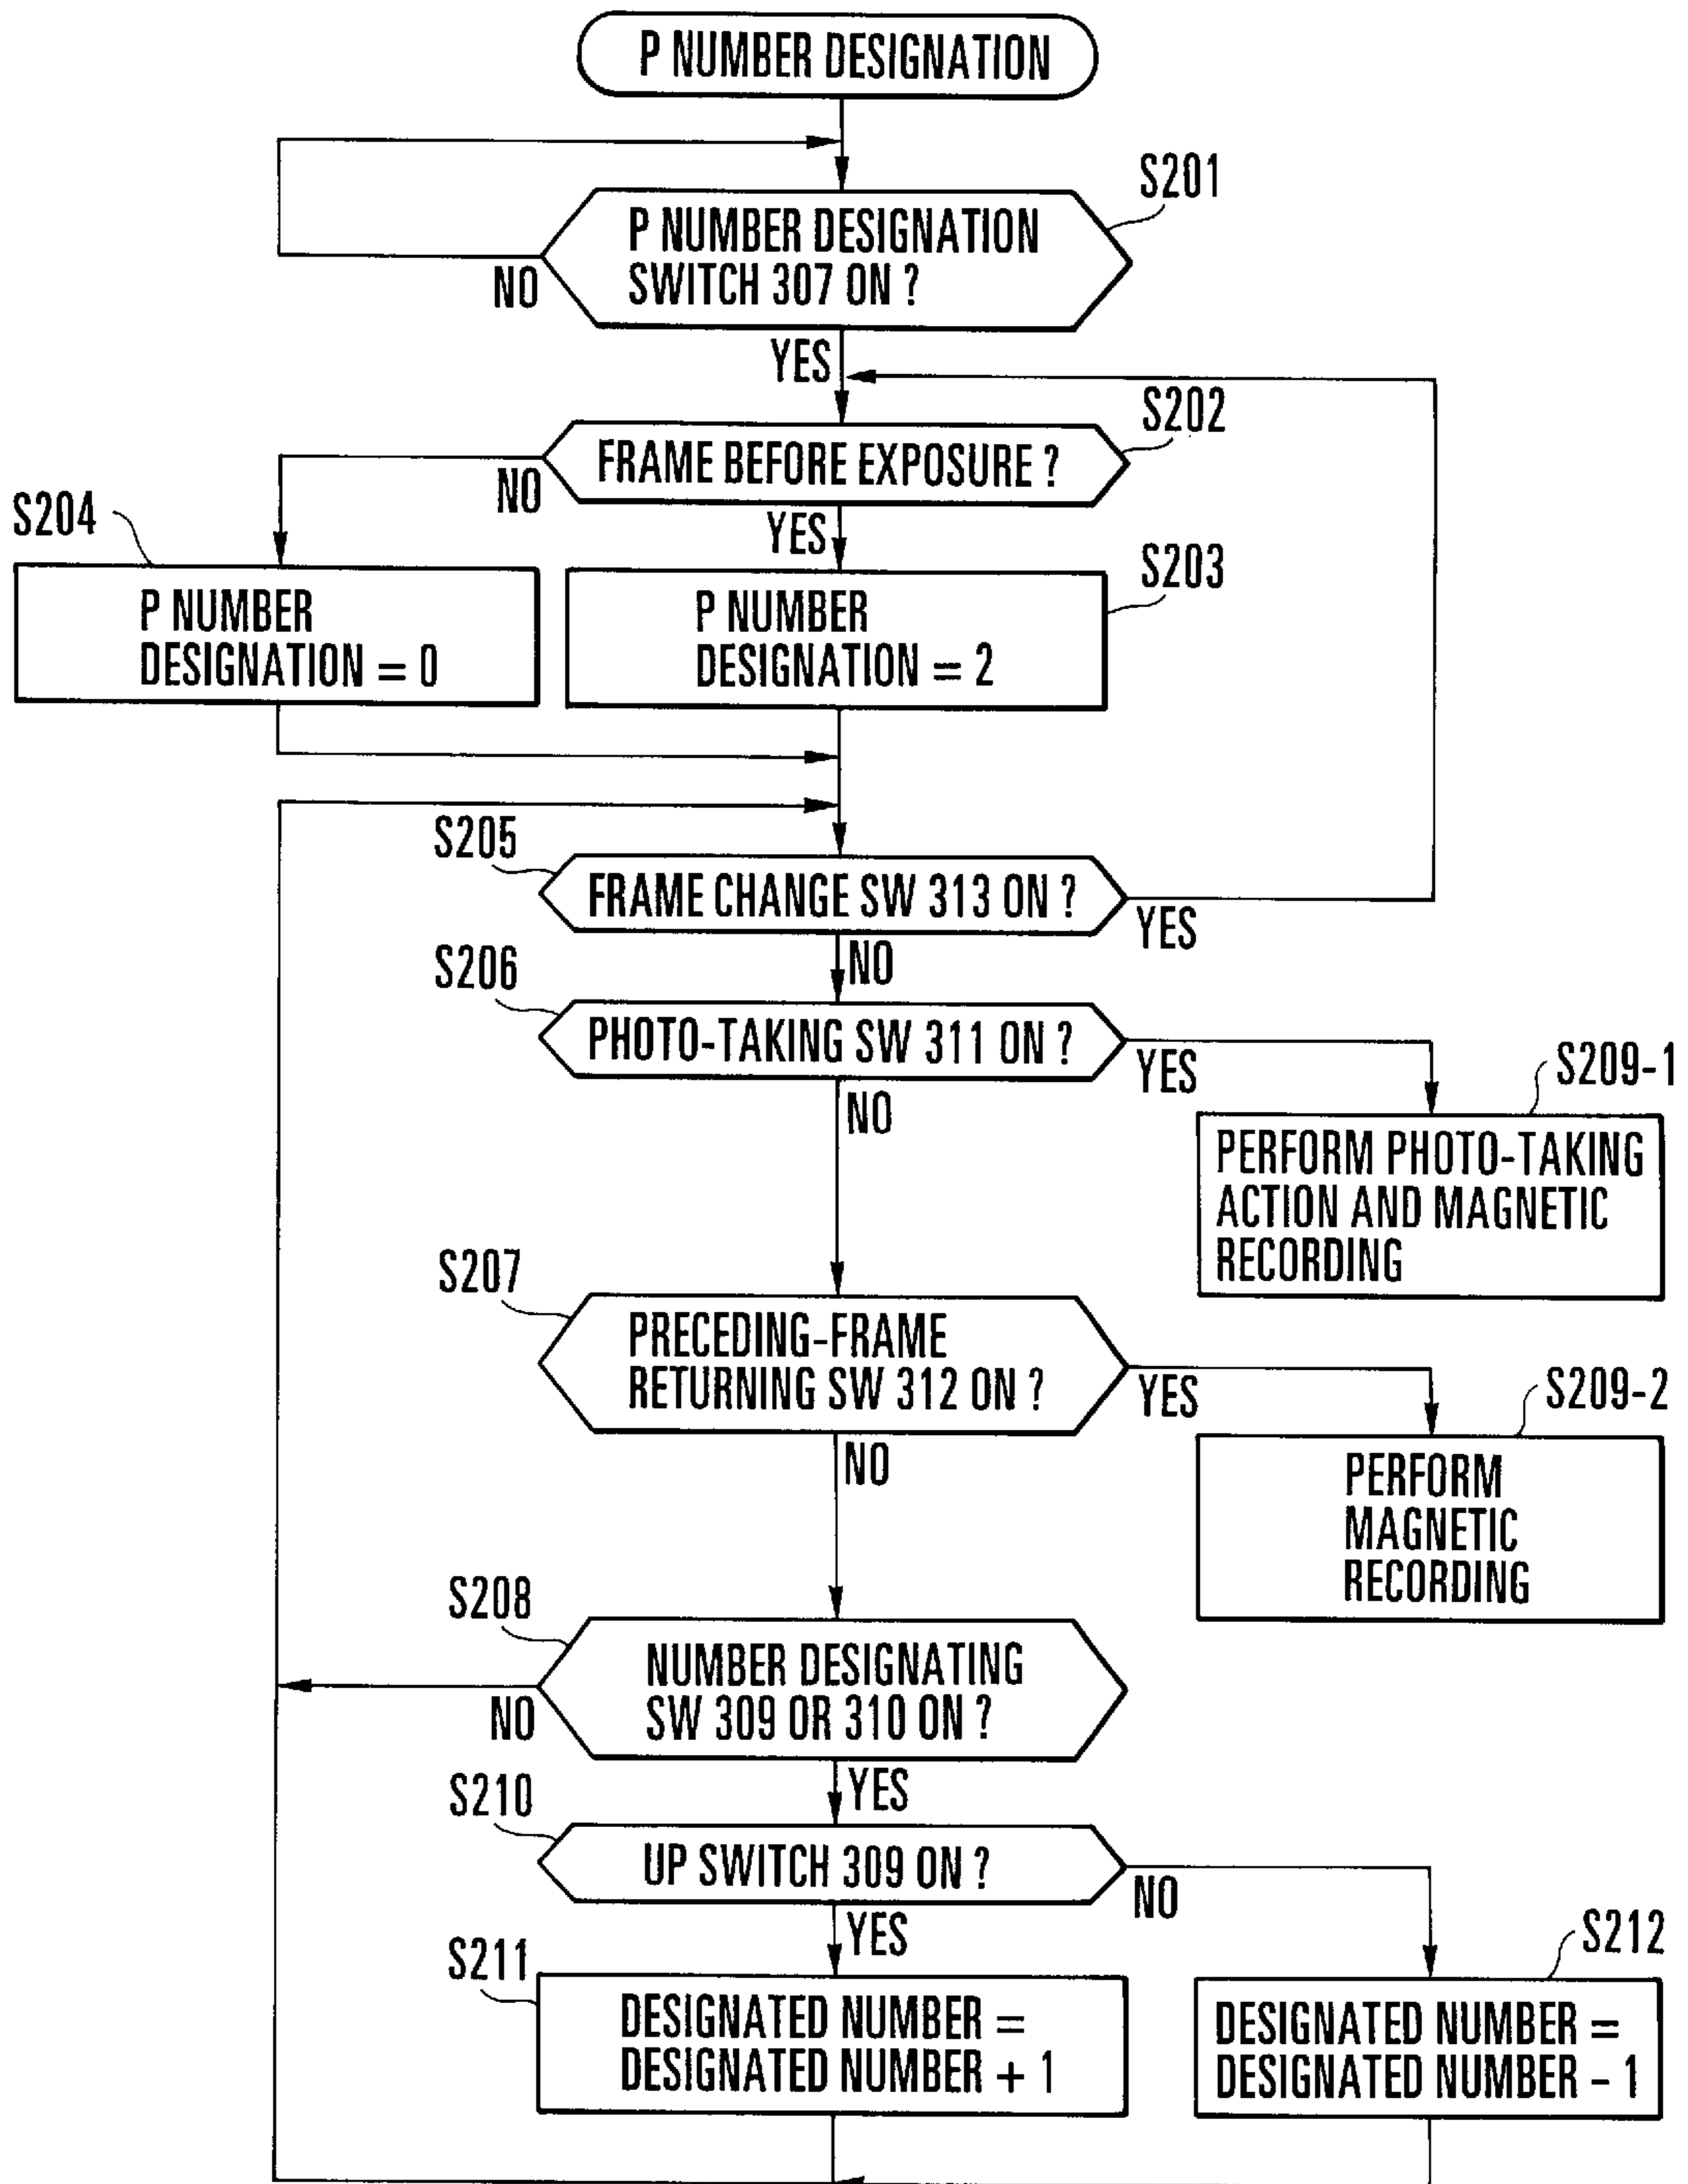 P NUMBER DESIGNATION
S201
P NUMBER DESIGNATION
SWITCH 307 ON ?
NO
YES
S202
FRAME BEFORE EXPOSURE ?
NO
YES
S204
P NUMBER
DESIGNATION = 0
S203
P NUMBER
DESIGNATION = 2
S205
FRAME CHANGE SW 313 ON ?
YES
NO
S206
PHOTO-TAKING SW 311 ON ?
YES
NO
S209-1
PERFORM PHOTO-TAKING
ACTION AND MAGNETIC
RECORDING
S207
PRECEDING-FRAME
RETURNING SW 312 ON ?
YES
NO
S209-2
PERFORM
MAGNETIC
RECORDING
S208
NUMBER DESIGNATING
SW 309 OR 310 ON ?
NO
YES
S210
UP SWITCH 309 ON ?
NO
YES
S211
DESIGNATED NUMBER =
DESIGNATED NUMBER + 1
S212
DESIGNATED NUMBER =
DESIGNATED NUMBER - 1